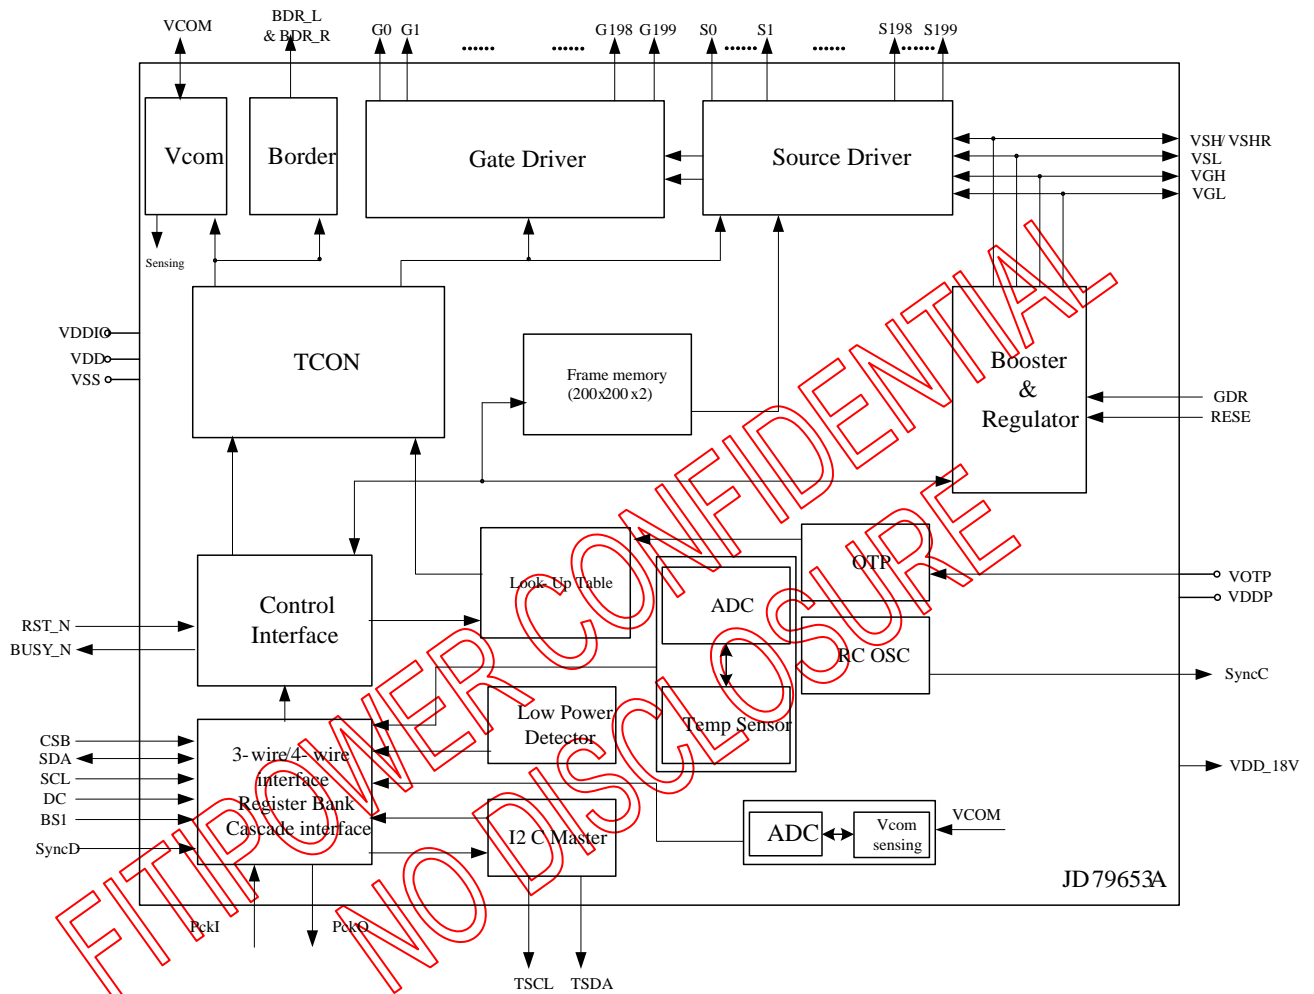 BDR_L
& BDR_R
VCOM
G0 G1 ...... ...... G198 G199 S0 ...... S1 ...... S198 ...... S199
Vcom
Border
Gate Driver
Source Driver
VSH/ VSHR
VSL
VGH
VGL
Sensing
VDDIO
VDD
VSS
TCON
Frame memory
(200x200 x2)
Booster
&
Regulator
GDR
RESE
Control
Interface
Look- Up Table
ADC
Temp Sensor
OTP
RC OSC
VOTP
VDDP
SyncC
VDD_18V
RST_N
BUSY_N
CSB
SDA
SCL
DC
BS1
SyncD
3- wire/4- wire
interface
Register Bank
Cascade interface
Low Power
Detector
I2 C Master
ADC
Vcom
sensing
VCOM
JD79653A
PckI
PckO
TSCL
TSDA
FITIPOWER CONFIDENTIAL
NO DISCLOSURE